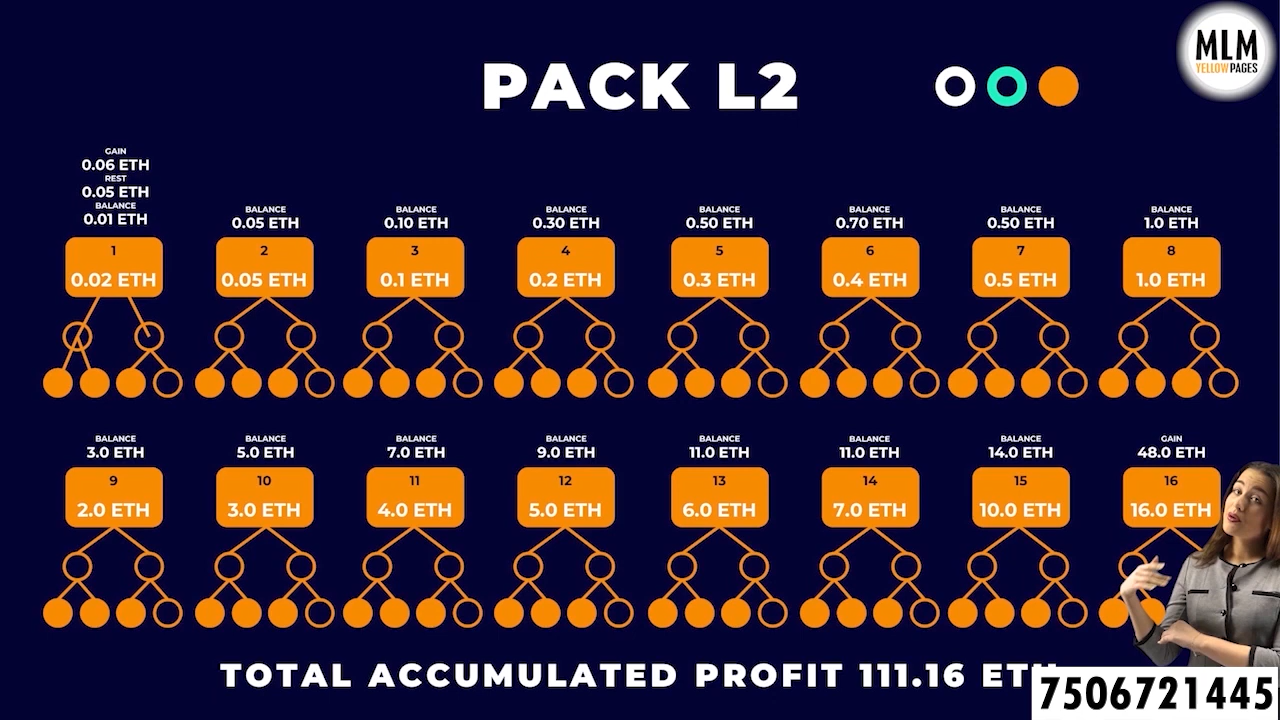 MLM
YELLOW PAGES
PACK L2
GAIN
0.06 ETH
REST
0.05 ETH
BALANCE
0.01 ETH
BALANCE
0.05 ETH
BALANCE
0.10 ETH
BALANCE
0.30 ETH
BALANCE
0.50 ETH
BALANCE
0.70 ETH
BALANCE
0.50 ETH
BALANCE
1.0 ETH
1
0.02 ETH
2
0.05 ETH
3
0.1 ETH
4
0.2 ETH
5
0.3 ETH
6
0.4 ETH
7
0.5 ETH
8
1.0 ETH
BALANCE
3.0 ETH
BALANCE
5.0 ETH
BALANCE
7.0 ETH
BALANCE
9.0 ETH
BALANCE
11.0 ETH
BALANCE
11.0 ETH
BALANCE
14.0 ETH
GAIN
48.0 ETH
9
2.0 ETH
10
3.0 ETH
11
4.0 ETH
12
5.0 ETH
13
6.0 ETH
14
7.0 ETH
15
10.0 ETH
16
16.0 ETH
TOTAL ACCUMULATED PROFIT 111.16 ETH
7506721445